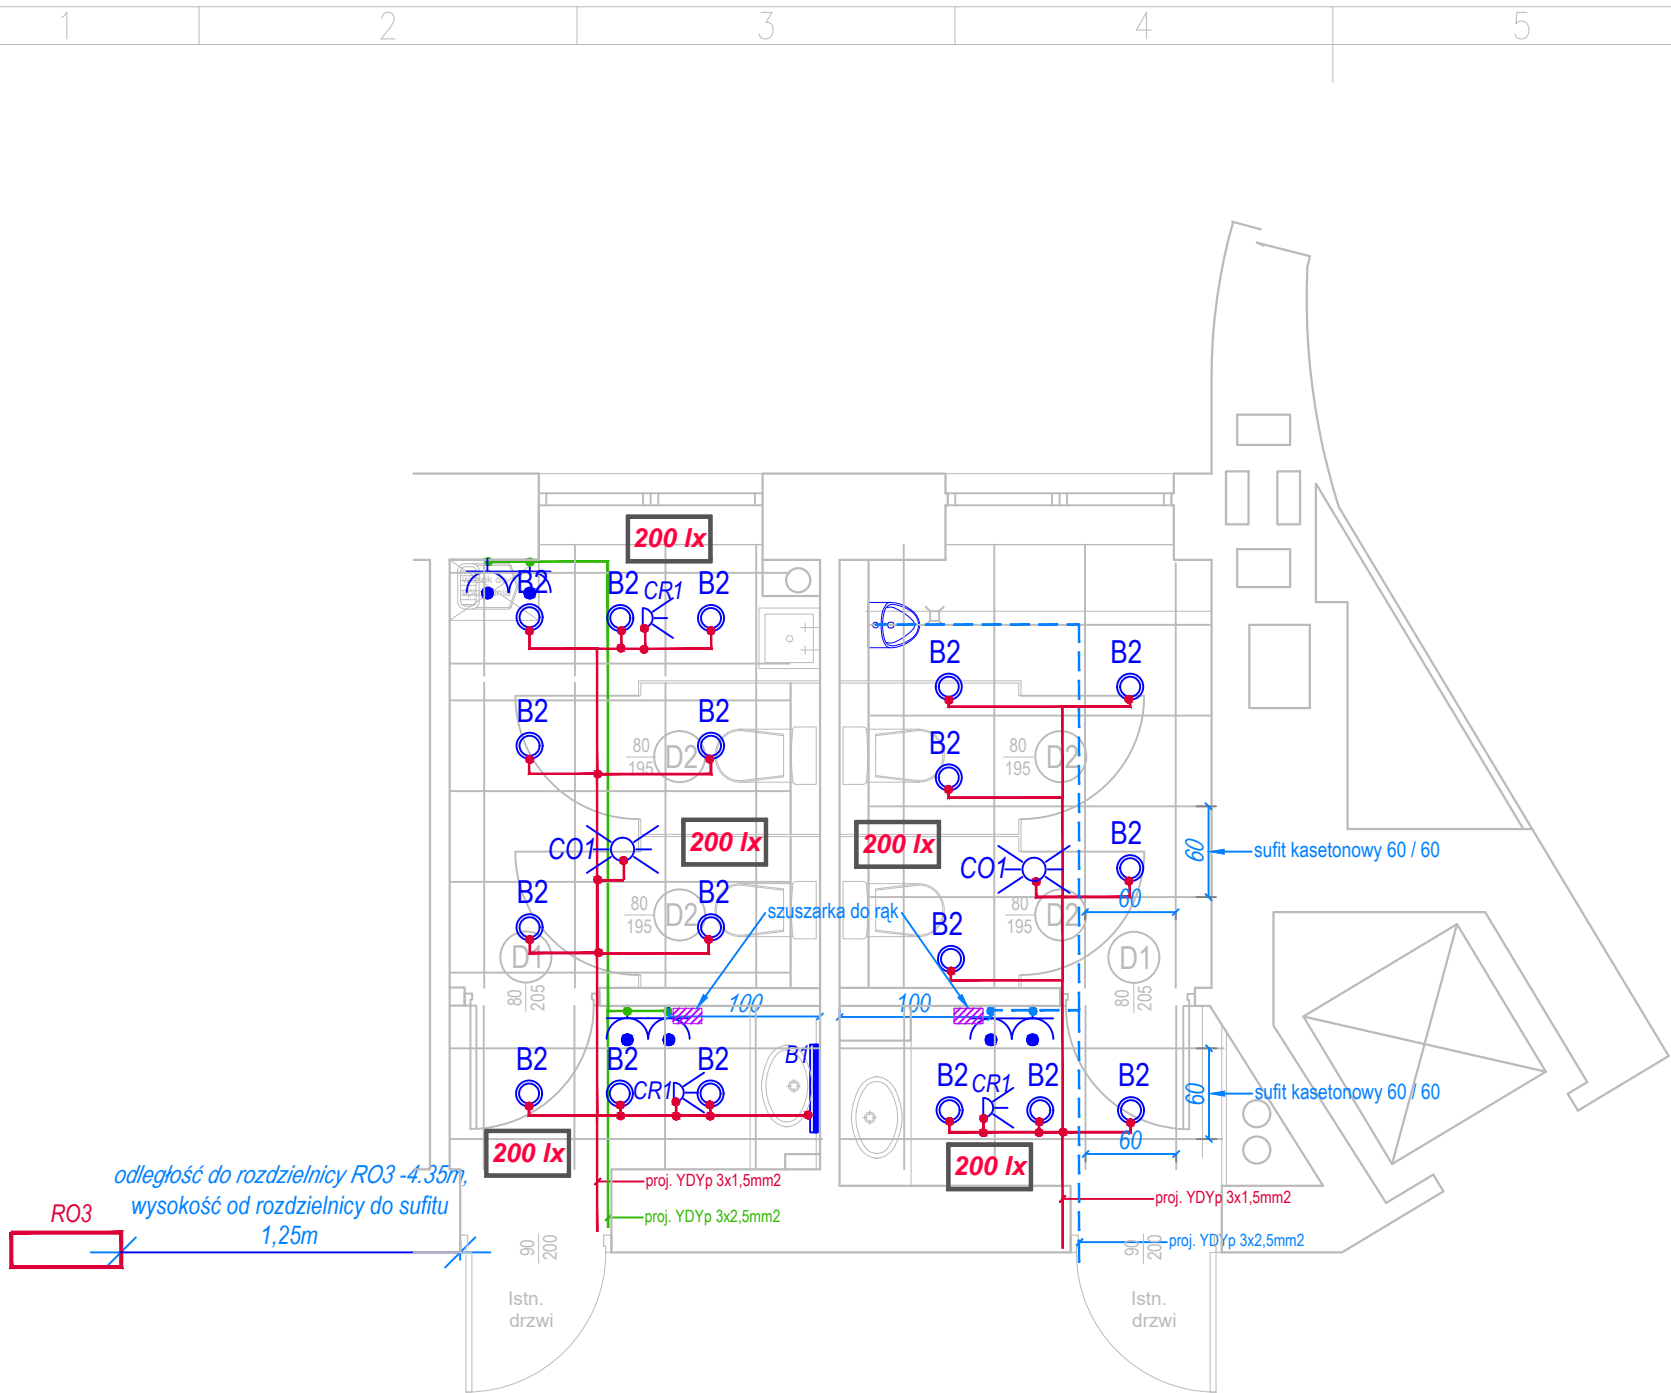 1
2
3
4
5
200 lx
B2
B2
CR1
B2
B2
B2
B2
B2
80
195
D2
80
195
D2
B2
B2
CO1
200 lx
200 lx
CO1
60
sufit kasetonowy 60 / 60
B2
B2
80
195
D2
szuszarka do rąk
B2
80
195
D2
60
D1
80
205
D1
80
205
100
100
B2
B2
CR1
B2
B1
B2
CR1
B2
B2
60
sufit kasetonowy 60 / 60
60
200 lx
200 lx
odległość do rozdzielnicy RO3 -4.35m,
wysokość od rozdzielnicy do sufitu
1,25m
RO3
proj. YDYp 3x1,5mm2
proj. YDYp 3x2,5mm2
proj. YDYp 3x1,5mm2
proj. YDYp 3x2,5mm2
90
200
90
200
Istn.
drzwi
Istn.
drzwi